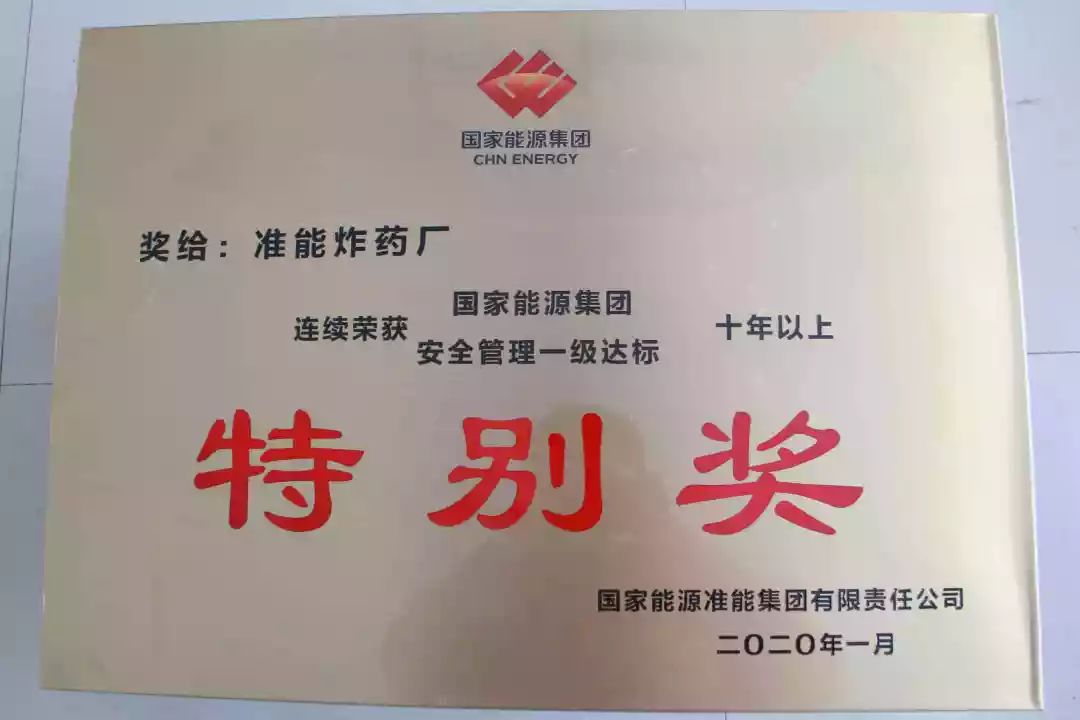 国家能源集团
CHN ENERGY
奖给：准能炸药厂
国家能源集团
连续荣获 十年以上
安全管理一级达标
特别奖
国家能源准能集团有限责任公司
二〇二〇年一月